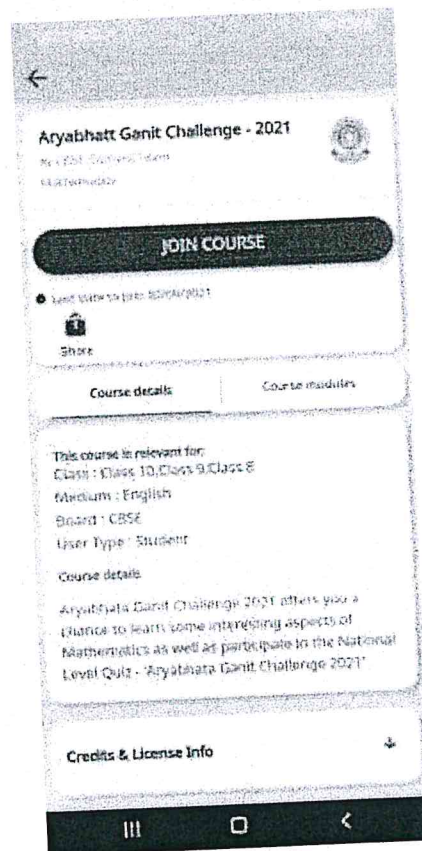 Aryabhatt Ganit Challenge - 2021
JOIN COURSE
Share
Course details
Course modules
This course is relevant for:
Class : Class 10,Class 9,Class 8
Medium : English
Board : CBSE
User Type : Student
Course details
Aryabhata Ganit Challenge 2021 offers you a
chance to learn some interesting aspects of
Mathematics as well as participate in the National
Level Quiz - 'Aryabhata Ganit Challenge 2021'
Credits & License Info